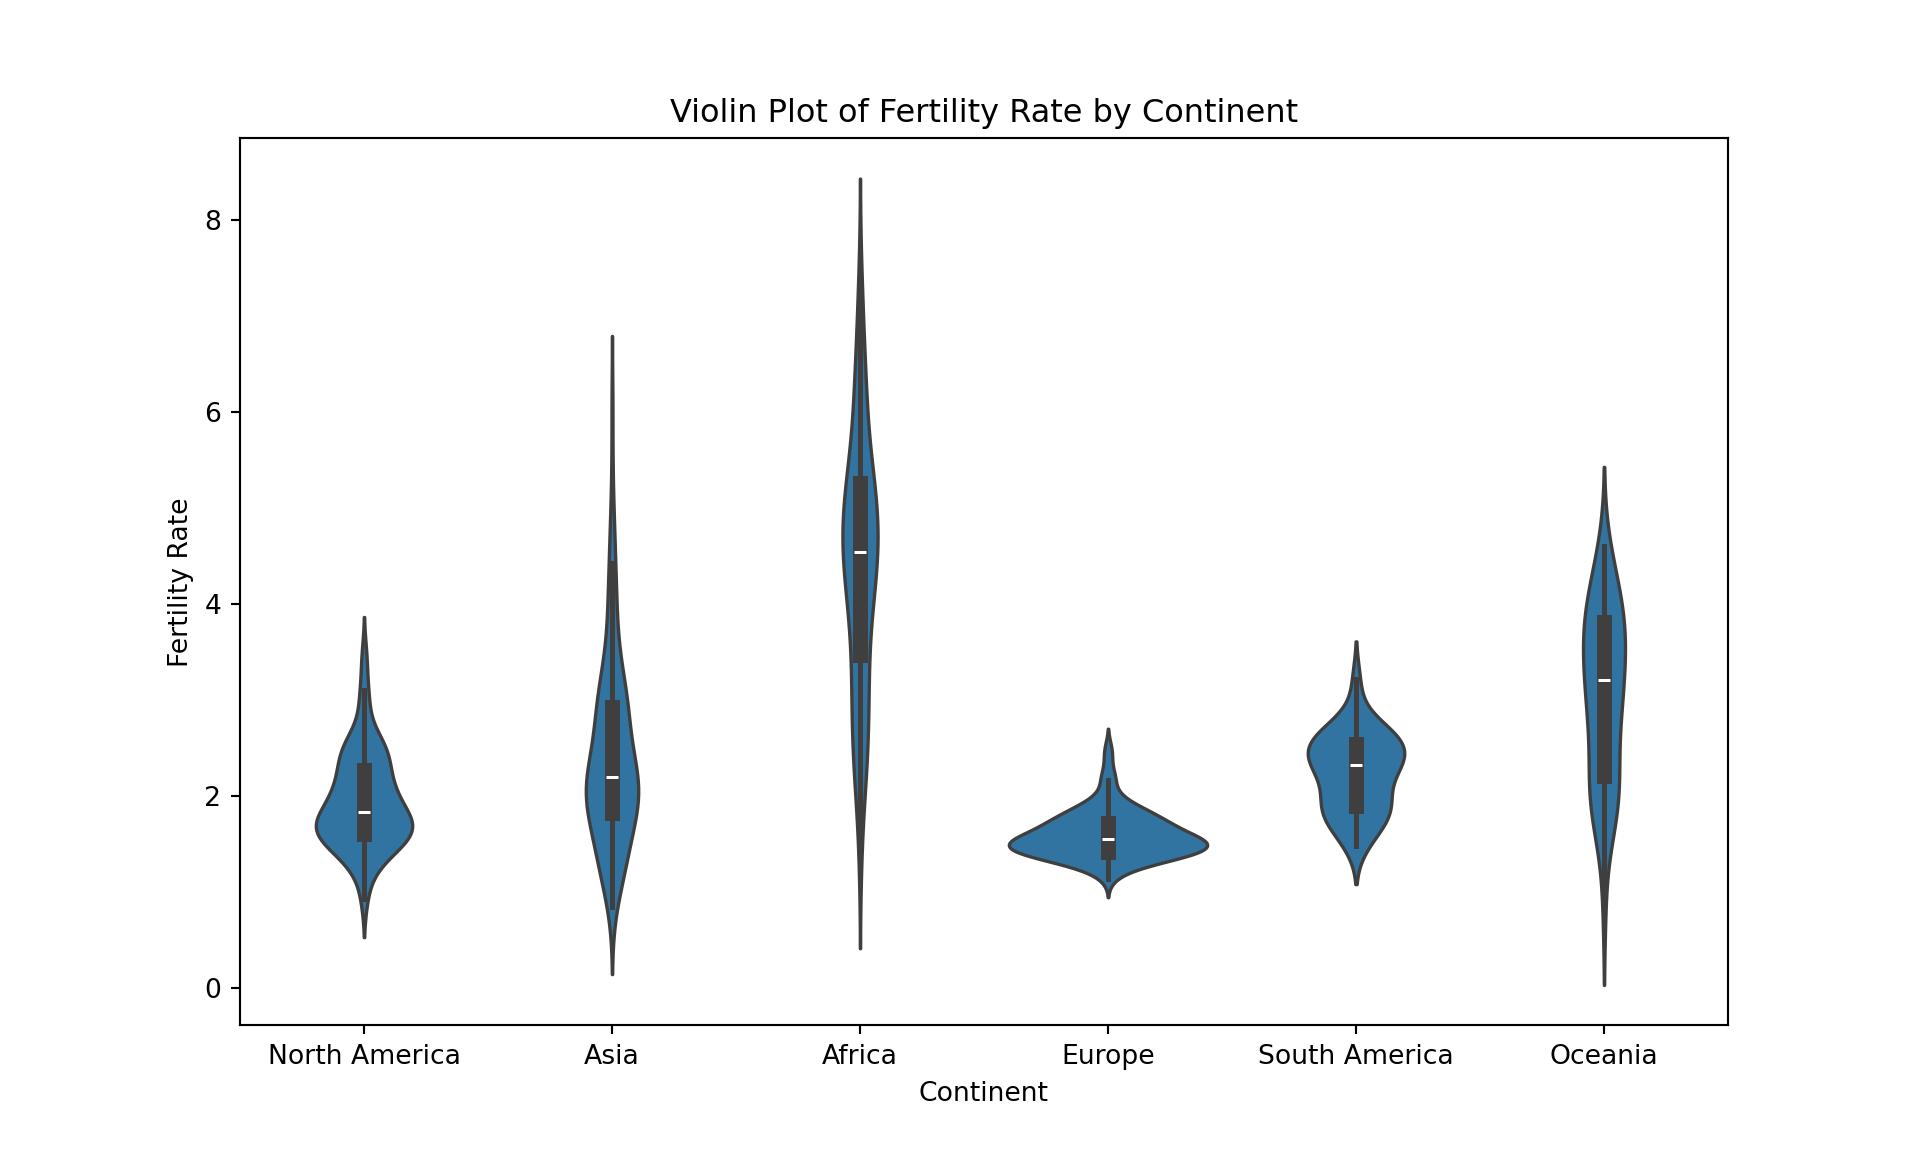 Violin Plot of Fertility Rate by Continent
Fertility Rate
8
6
4
2
0
North America
Asia
Africa
Europe
South America
Oceania
Continent